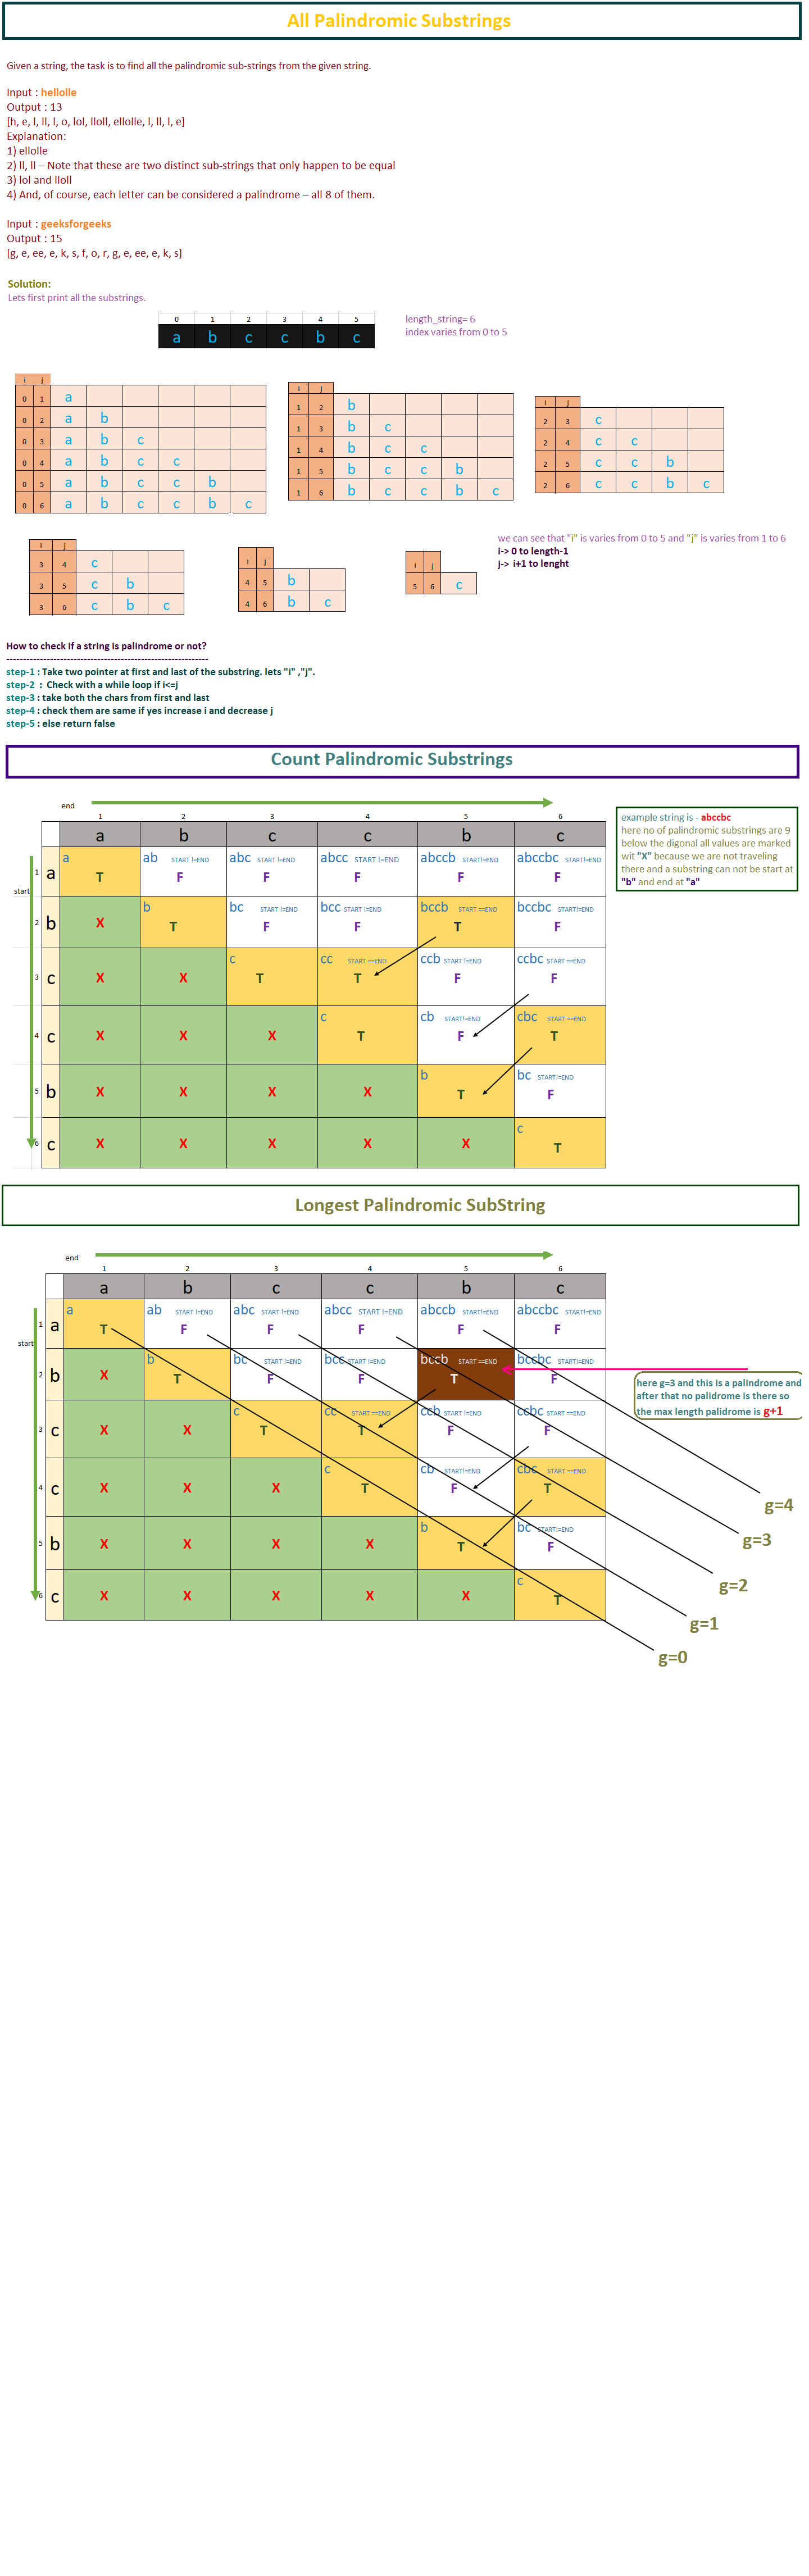 All Palindromic Substrings
Given a string, the task is to find all the palindromic sub-strings from the given string.
Input : hellolle
Output : 13
[h, e, l, ll, l, o, lol, lloll, ellolle, l, ll, l, e]
Explanation:
1) ellolle
2) ll, ll – Note that these are two distinct sub-strings that only happen to be equal
3) lol and lloll
4) And, of course, each letter can be considered a palindrome – all 8 of them.
Input : geeksforgeeks
Output : 15
[g, e, ee, e, k, s, f, o, r, g, e, ee, e, k, s]
Solution:
Lets first print all the substrings.
0 1 2 3 4 5
a b c c b c
length_string= 6
index varies from 0 to 5
i j
0 1 a
0 2 a b
0 3 a b c
0 4 a b c c
0 5 a b c c b
0 6 a b c c b c
i j
1 2 b
1 3 b c
1 4 b c c
1 5 b c c b
1 6 b c c b c
i j
2 3 c
2 4 c c
2 5 c c b
2 6 c c b c
i j
3 4 c
3 5 c b
3 6 c b c
i j
4 5 b
4 6 b c
i j
5 6 c
we can see that "i" is varies from 0 to 5 and "j" is varies from 1 to 6
i-> 0 to length-1
j-> i+1 to lenght
How to check if a string is palindrome or not?
------------------------------------------------------------
step-1 : Take two pointer at first and last of the substring. lets "i" ,"j".
step-2 : Check with a while loop if i<=j
step-3 : take both the chars from first and last
step-4 : check them are same if yes increase i and decrease j
step-5 : else return false
Count Palindromic Substrings
end
1 2 3 4 5 6
a b c c b c
start
1 a a ab START !=END abc START !=END abcc START !=END abccb START!=END abccbc START!=END
T F F F F F
2 b b bc START !=END bcc START !=END bccb START ==END bccbc START!=END
X T F F T F
3 c c cc START ==END ccb START !=END ccbc START ==END
X X T T F F
4 c c cb START!=END cbc START ==END
X X X T F T
5 b b bc START!=END
X X X X T F
6 c c
X X X X X T
example string is - abccbc
here no of palindromic substrings are 9
below the digonal all values are marked
wit "X" because we are not traveling
there and a substring can not be start at
"b" and end at "a"
Longest Palindromic SubString
end
1 2 3 4 5 6
a b c c b c
start
1 a a ab START !=END abc START !=END abcc START !=END abccb START!=END abccbc START!=END
T F F F F F
2 b b bc START !=END bcc START !=END bccb START ==END bccbc START!=END
X T F F T F
3 c c cc START ==END ccb START !=END ccbc START ==END
X X T T F F
4 c c cb START!=END cbc START ==END
X X X T F T
5 b b bc START!=END
X X X X T F
6 c c
X X X X X T
here g=3 and this is a palindrome and
after that no palidrome is there so
the max length palidrome is g+1
g=4
g=3
g=2
g=1
g=0